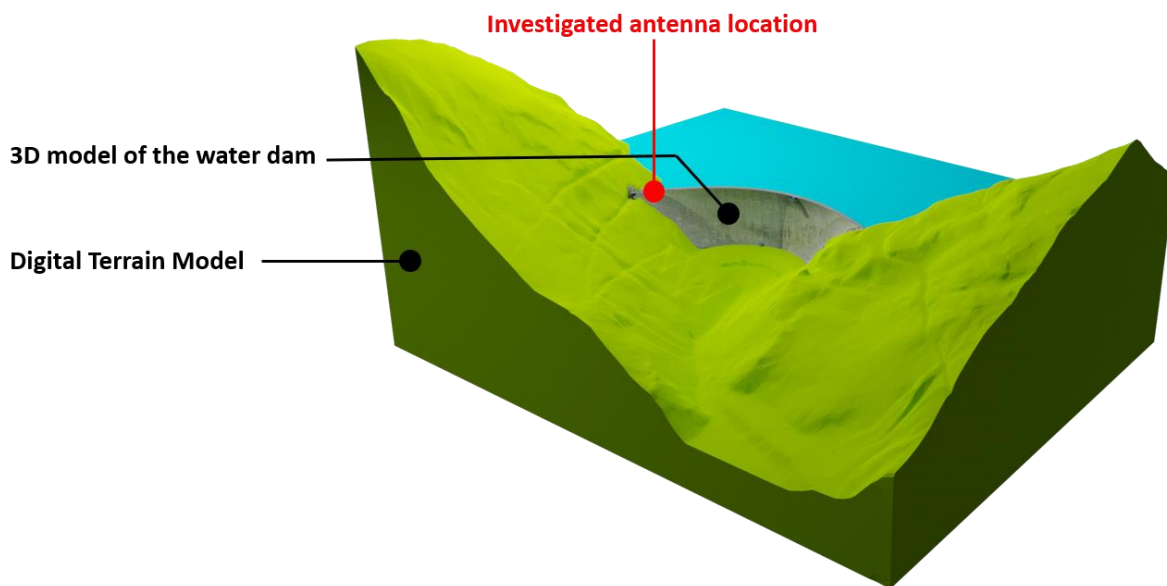 Investigated antenna location
3D model of the water dam
Digital Terrain Model